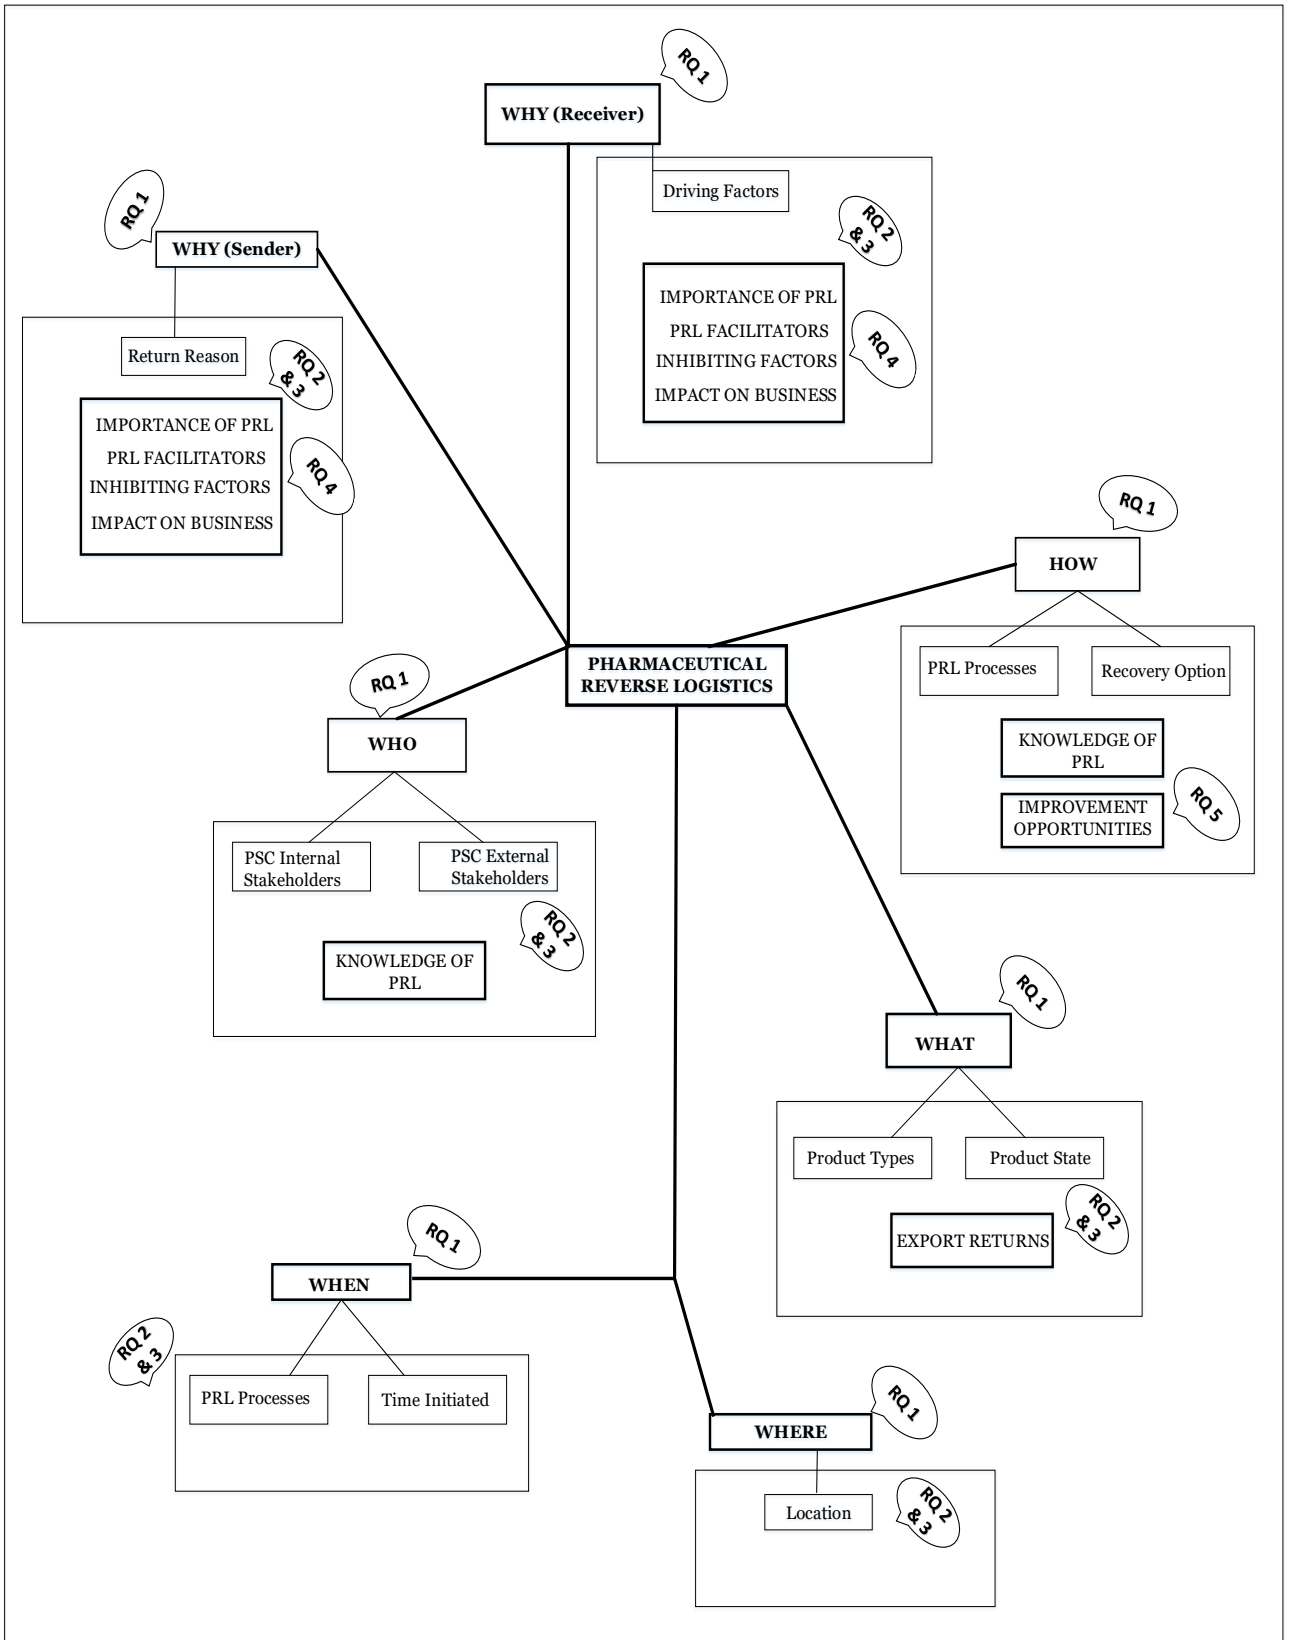 RQ 1
WHY (Receiver)
Driving Factors
RQ 2
& 3
IMPORTANCE OF PRL
PRL FACILITATORS
INHIBITING FACTORS
IMPACT ON BUSINESS
RQ 4
RQ 1
WHY (Sender)
Return Reason
RQ 2
& 3
IMPORTANCE OF PRL
PRL FACILITATORS
INHIBITING FACTORS
IMPACT ON BUSINESS
RQ 4
RQ 1
HOW
PRL Processes
Recovery Option
KNOWLEDGE OF
PRL
IMPROVEMENT
OPPORTUNITIES
RQ 5
PHARMACEUTICAL
REVERSE LOGISTICS
RQ 1
WHO
PSC Internal
Stakeholders
PSC External
Stakeholders
RQ 2
& 3
KNOWLEDGE OF
PRL
RQ 1
WHAT
Product Types
Product State
RQ 2
& 3
EXPORT RETURNS
RQ 1
WHEN
RQ 2
& 3
PRL Processes
Time Initiated
RQ 1
WHERE
Location
RQ 2
& 3